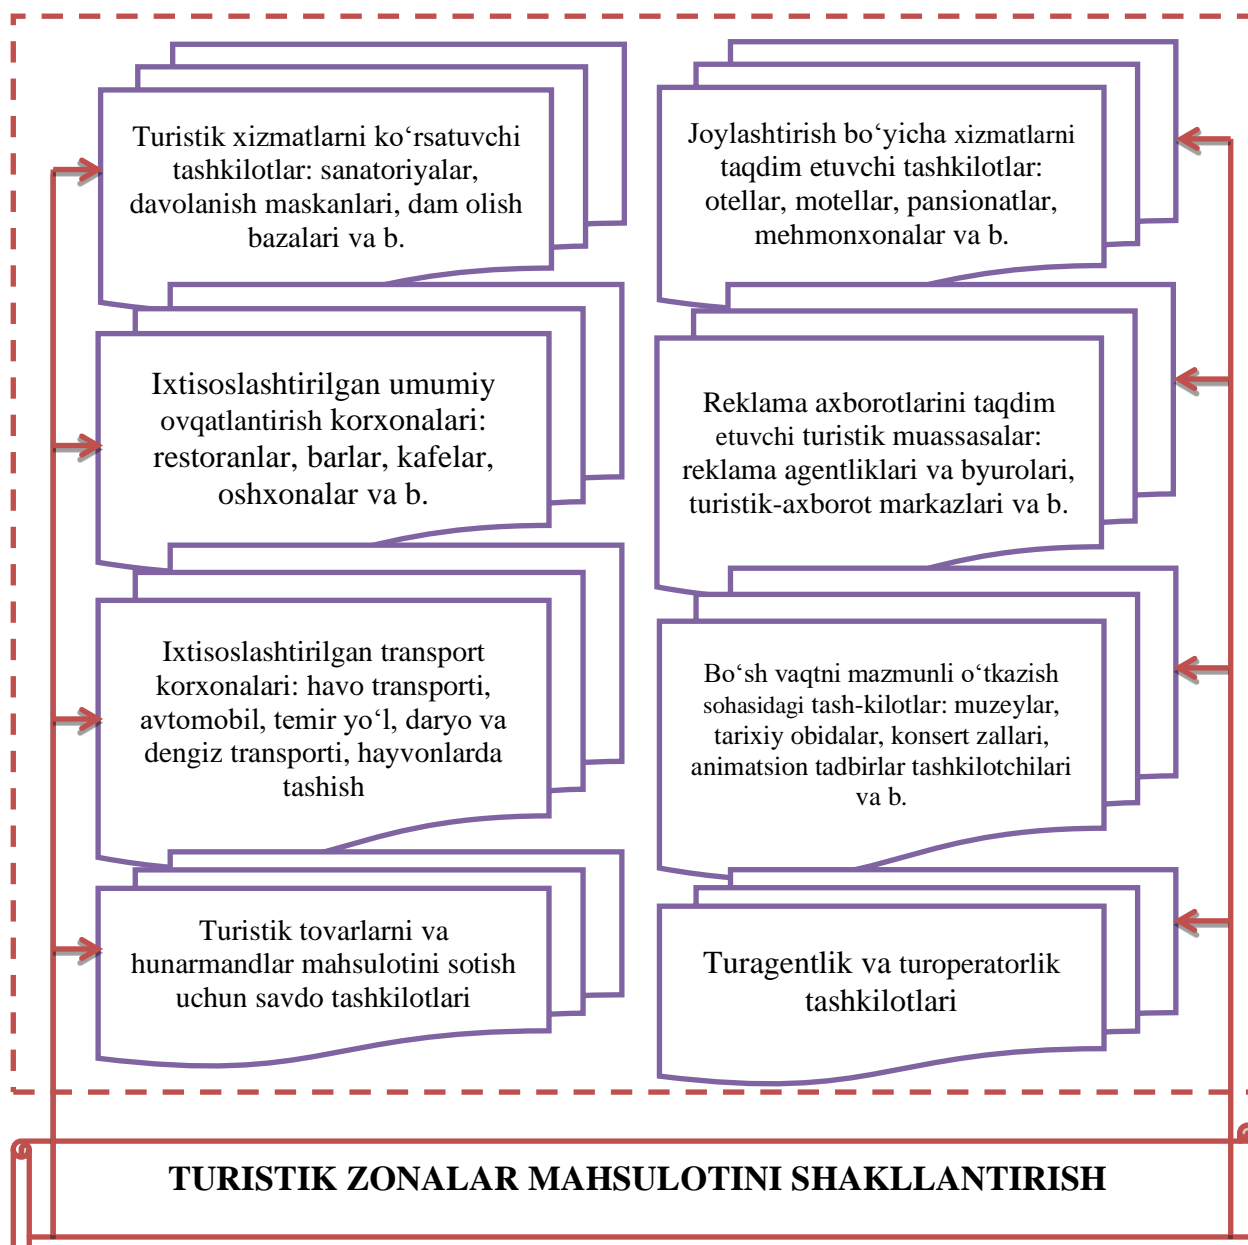 Turistik xizmatlarni ko‘rsatuvchi
tashkilotlar: sanatoriyalar,
davolanish maskanlari, dam olish
bazalari va b.
Joylashtirish bo‘yicha xizmatlarni
taqdim etuvchi tashkilotlar:
otellar, motellar, pansionatlar,
mehmonxonalar va b.
Ixtisoslashtirilgan umumiy
ovqatlantirish korxonalari:
restoranlar, barlar, kafelar,
oshxonalar va b.
Reklama axborotlarini taqdim
etuvchi turistik muassasalar:
reklama agentliklari va byurolari,
turistik-axborot markazlari va b.
Ixtisoslashtirilgan transport
korxonalari: havo transporti,
avtomobil, temir yo‘l, daryo va
dengiz transporti, hayvonlarda
tashish
Bo‘sh vaqtni mazmunli o‘tkazish
sohasidagi tash-kilotlar: muzeylar,
tarixiy obidalar, konsert zallari,
animatsion tadbirlar tashkilotchilari
va b.
Turistik tovarlarni va
hunarmandlar mahsulotini sotish
uchun savdo tashkilotlari
Turagentlik va turoperatorlik
tashkilotlari
TURISTIK ZONALAR MAHSULOTINI SHAKLLANTIRISH